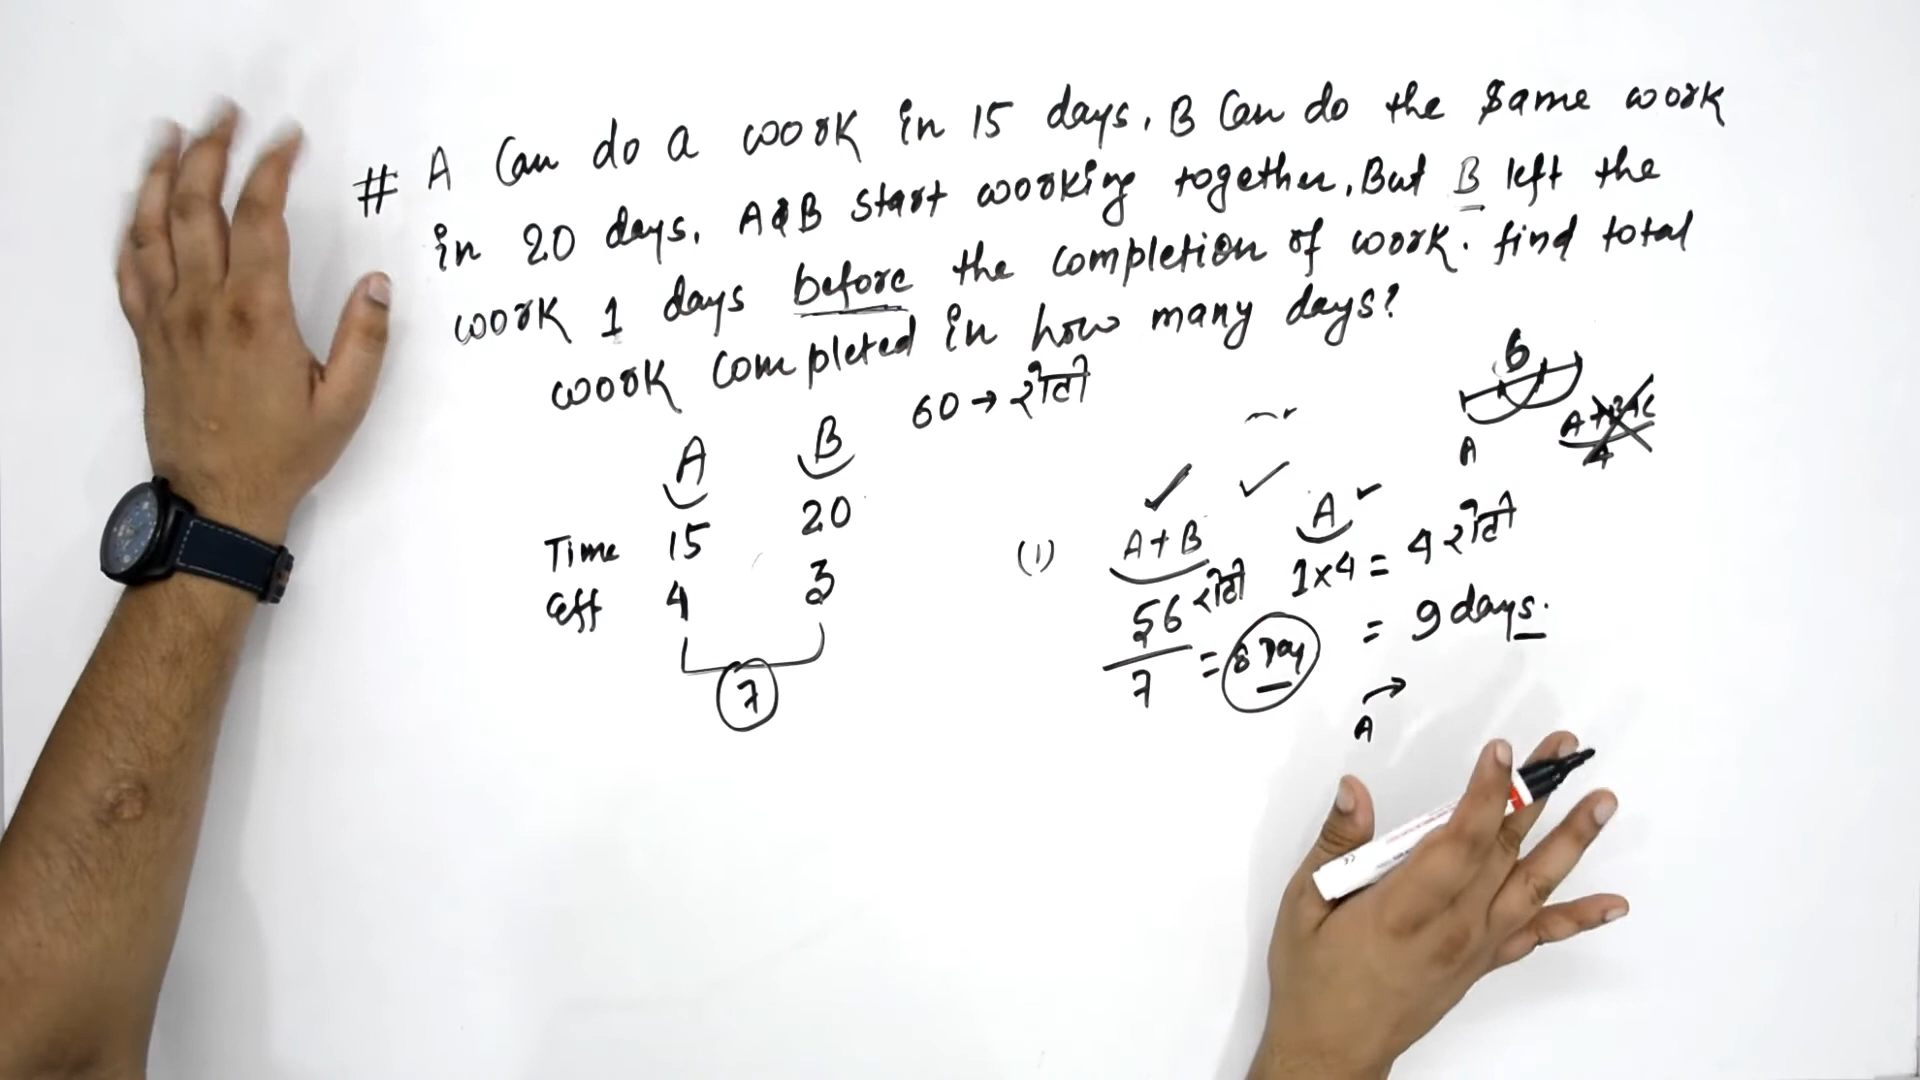 # A Can do a work in 15 days. B Can do the same work
in 20 days. A&B start working together. But B left the
work 1 days before the completion of work. find total
work completed in how many days?
60 → रोटी
A B
Time 15 20
Eff 4 3
7
6
A
A+B+C
4
(1) A+B A
56 रोटी 1×4 = 4 रोटी
7
= 8 Day = 9 days.
A